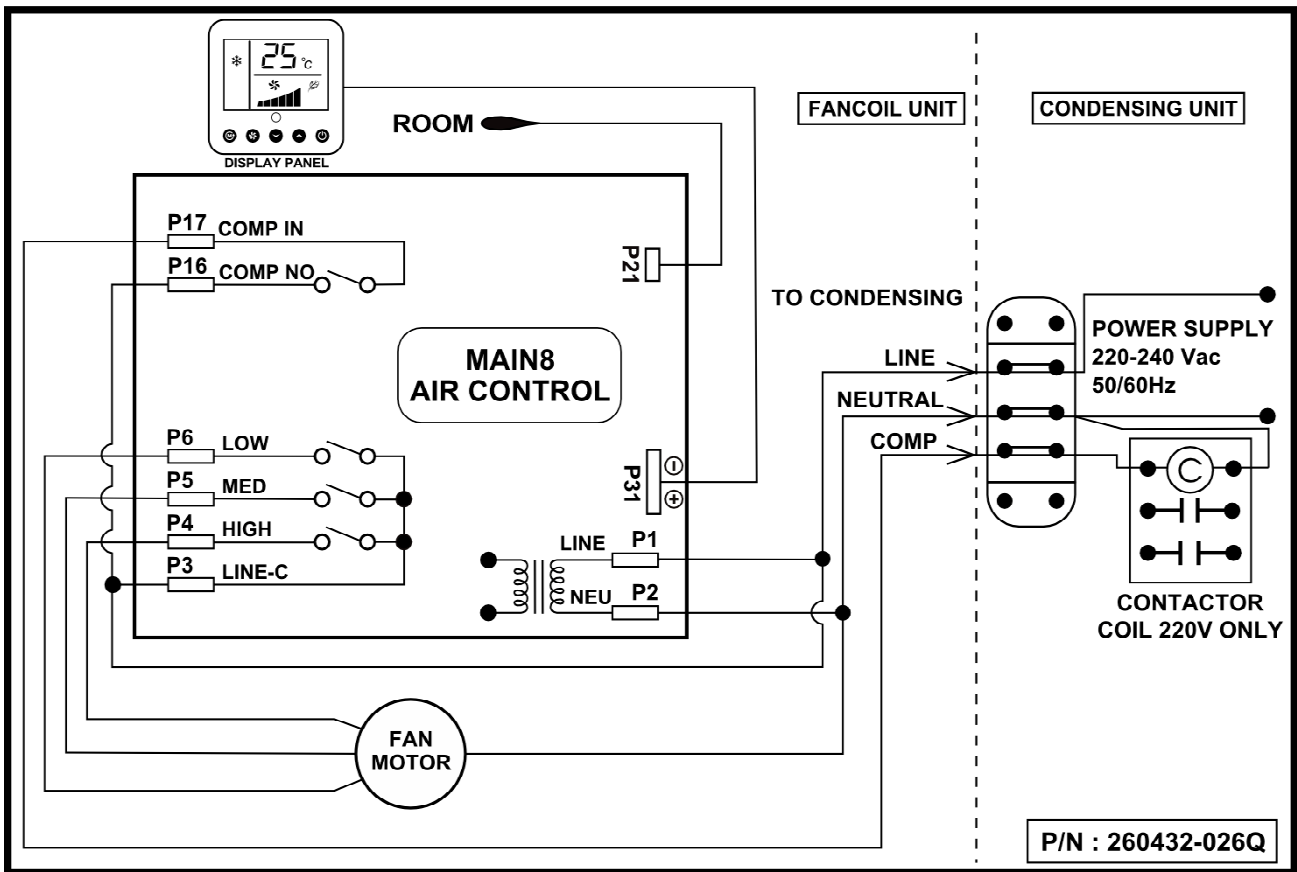 25 °C
DISPLAY PANEL
ROOM
FANCOIL UNIT
CONDENSING UNIT
P17 COMP IN
P16 COMP NO
P21
MAIN8
AIR CONTROL
TO CONDENSING
LINE
NEUTRAL
COMP
POWER SUPPLY
220-240 Vac
50/60Hz
P6 LOW
P5 MED
P4 HIGH
P3 LINE-C
P31
LINE P1
NEU P2
C
CONTACTOR
COIL 220V ONLY
FAN
MOTOR
P/N : 260432-026Q